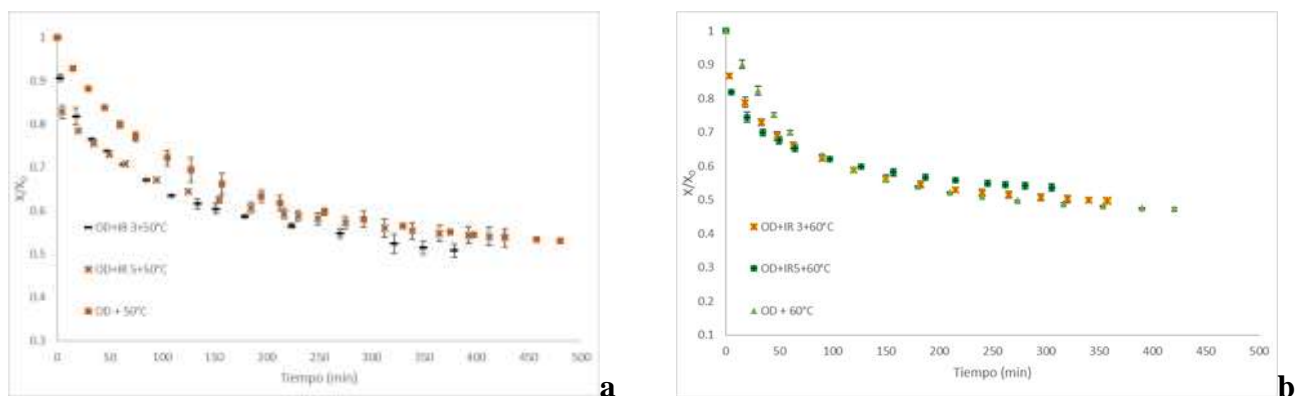 1
0.9
0.8
0.7
0.6
0.5
0.4
0.3
X/X₀
OD+IR 3+50°C
OD+IR 5+50°C
OD + 50°C
0 50 100 150 200 250 300 350 400 450 500
Tiempo (min)
a
1
0.9
0.8
0.7
0.6
0.5
0.4
0.3
0.2
0.1
X/X₀
OD+IR 3+60°C
OD+IR5+60°C
OD + 60°C
0 50 100 150 200 250 300 350 400 450 500
Tiempo (min)
b